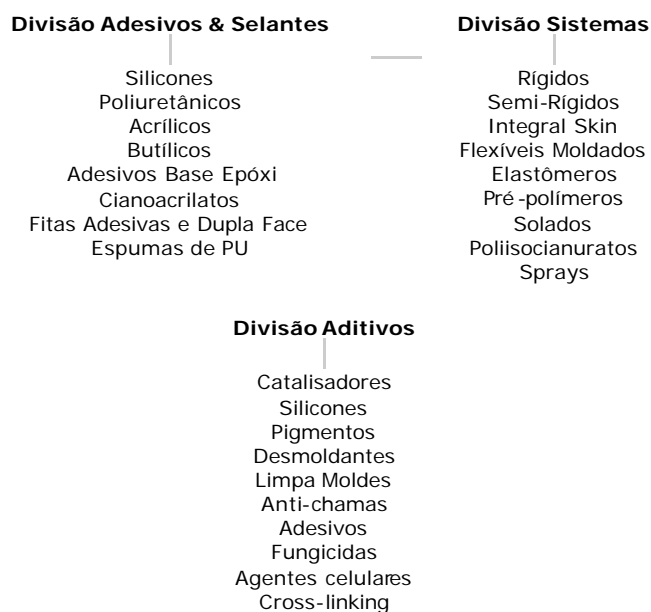 Divisão Adesivos & Selantes
Silicones
Poliuretânicos
Acrílicos
Butílicos
Adesivos Base Epóxi
Cianoacrilatos
Fitas Adesivas e Dupla Face
Espumas de PU
Divisão Sistemas
Rígidos
Semi-Rígidos
Integral Skin
Flexíveis Moldados
Elastômeros
Pré-polímeros
Solados
Poliisocianuratos
Sprays
Divisão Aditivos
Catalisadores
Silicones
Pigmentos
Desmoldantes
Limpa Moldes
Anti-chamas
Adesivos
Fungicidas
Agentes celulares
Cross-linking